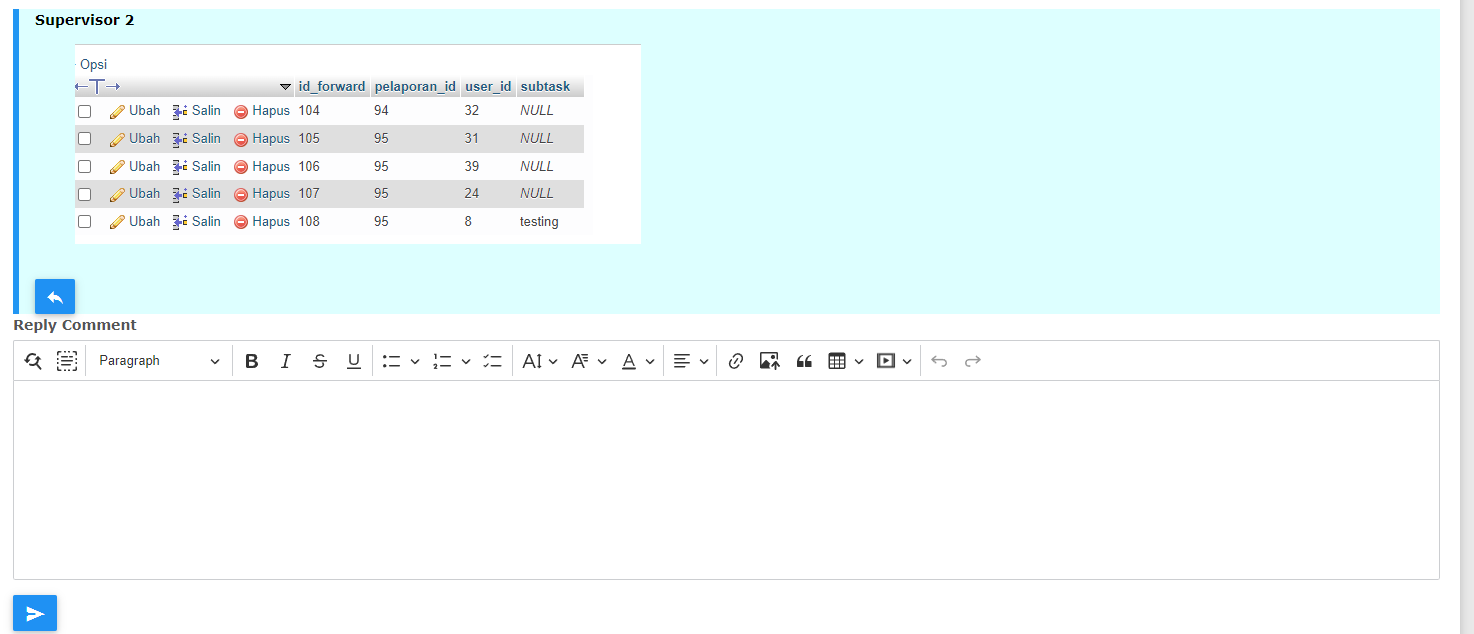 Supervisor 2
Opsi
←T→ id_forward pelaporan_id user_id subtask
Ubah Salin Hapus 104 94 32 NULL
Ubah Salin Hapus 105 95 31 NULL
Ubah Salin Hapus 106 95 39 NULL
Ubah Salin Hapus 107 95 24 NULL
Ubah Salin Hapus 108 95 8 testing
Reply Comment
Paragraph B I S U A A A